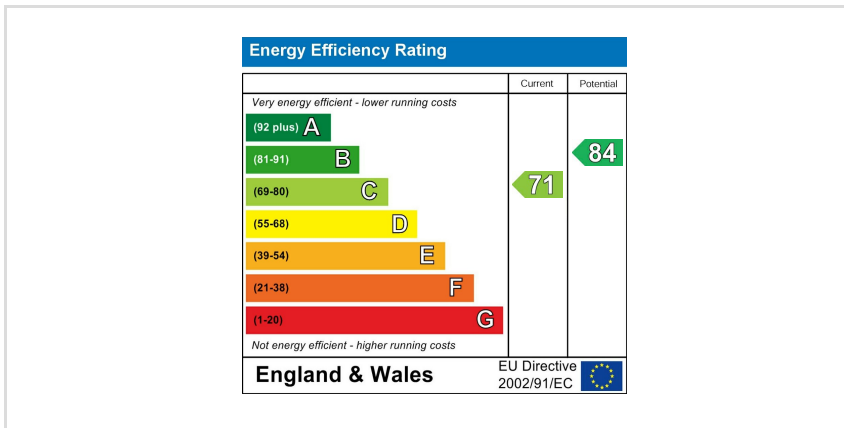 Energy Efficiency Rating
Current Potential
Very energy efficient - lower running costs
(92 plus) A
(81-91) B
84
(69-80) C
71
(55-68) D
(39-54) E
(21-38) F
(1-20) G
Not energy efficient - higher running costs
England & Wales
EU Directive
2002/91/EC